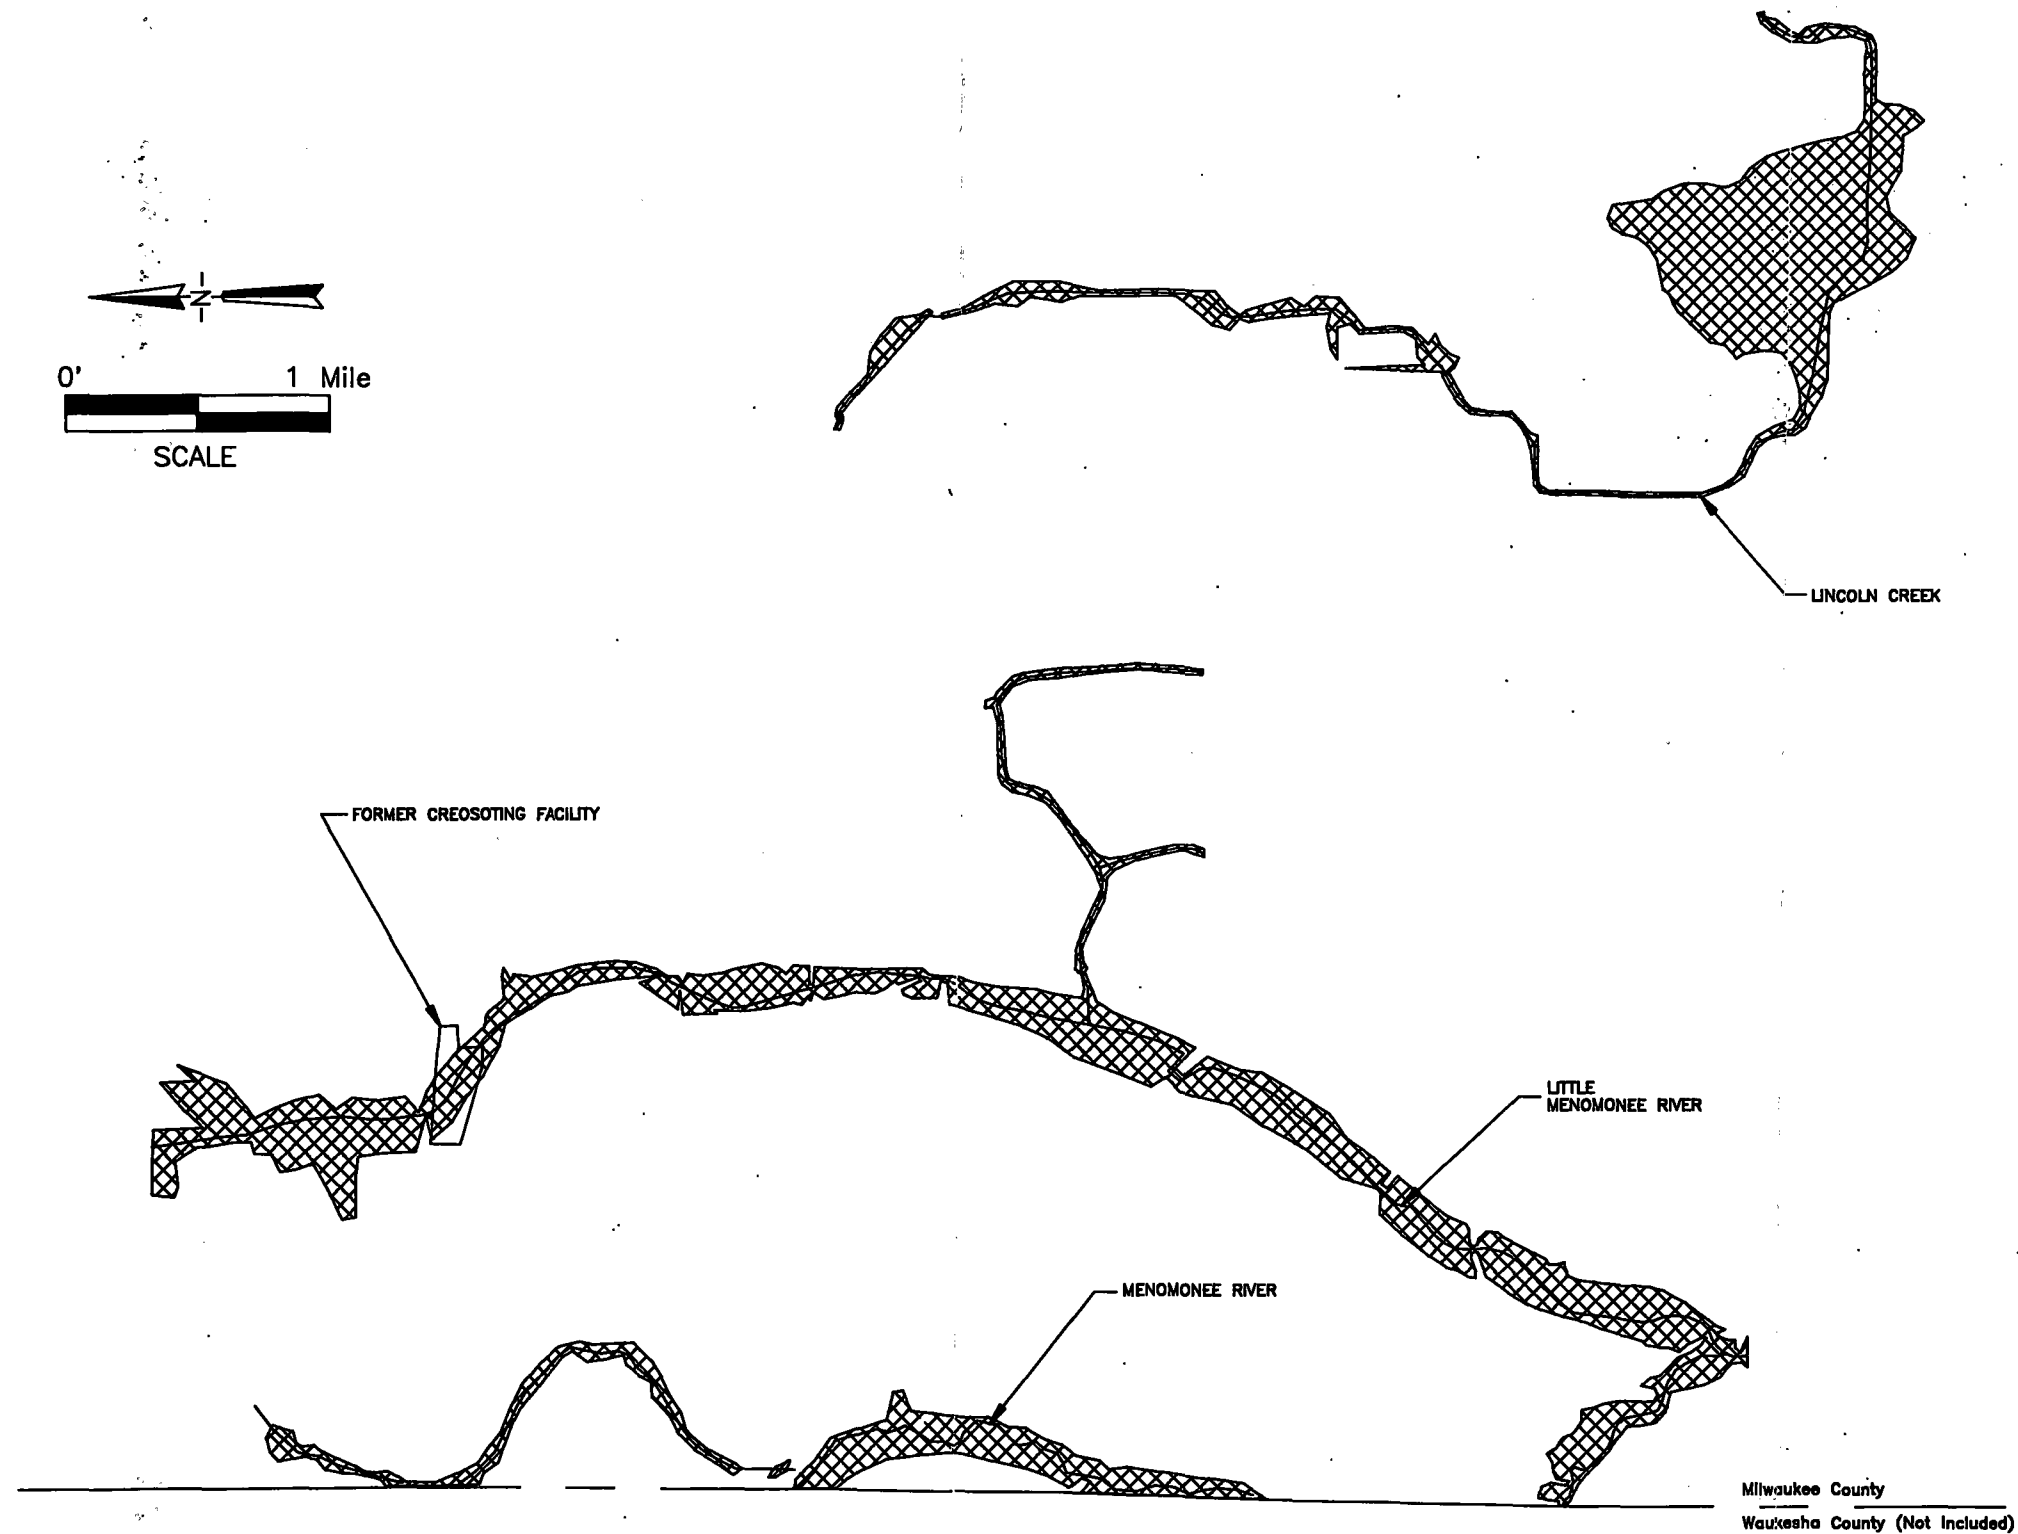 N
0' 1 Mile
SCALE
LINCOLN CREEK
FORMER CREOSOTING FACILITY
LITTLE
MENOMONEE RIVER
MENOMONEE RIVER
Milwaukee County
Waukesha County (Not Included)